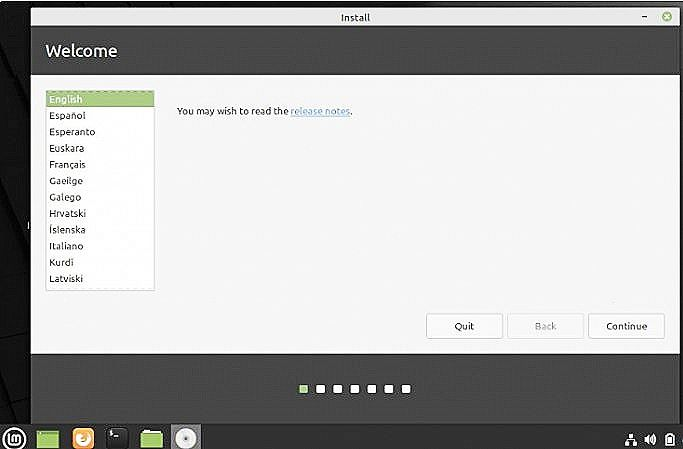 Install
Welcome
English
Español
Esperanto
Euskara
Français
Gaeilge
Galego
Hrvatski
Íslenska
Italiano
Kurdî
Latviski
You may wish to read the release notes.
Quit
Back
Continue